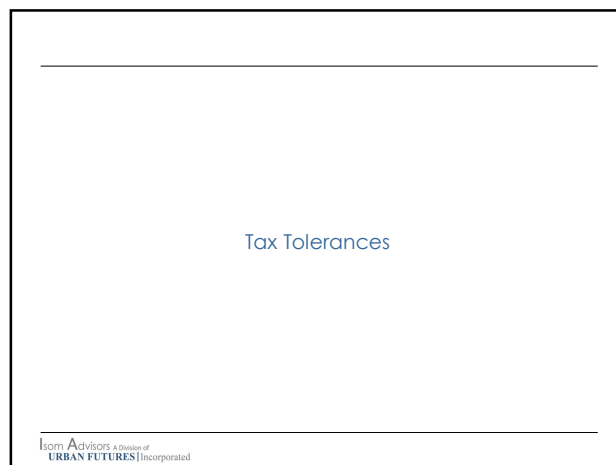 Tax Tolerances
Isom Advisors A Division of
URBAN FUTURES | Incorporated